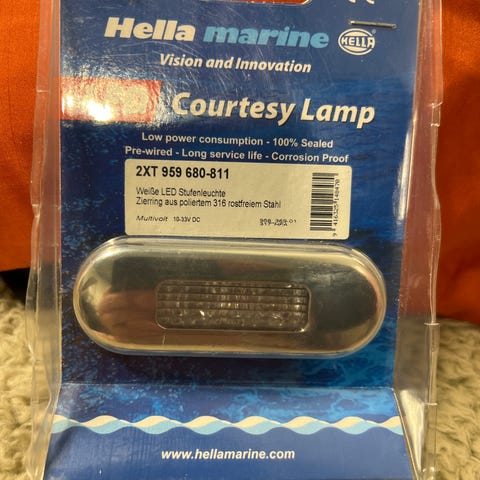 Hella marine
HELLA
Vision and Innovation
Courtesy Lamp
Low power consumption - 100% Sealed
Pre-wired - Long service life - Corrosion Proof
2XT 959 680-811
Weiße LED Stufenleuchte
Zierring aus poliertem 316 rostfreiem Stahl
Multivolt 10-33V DC
www.hellamarine.com